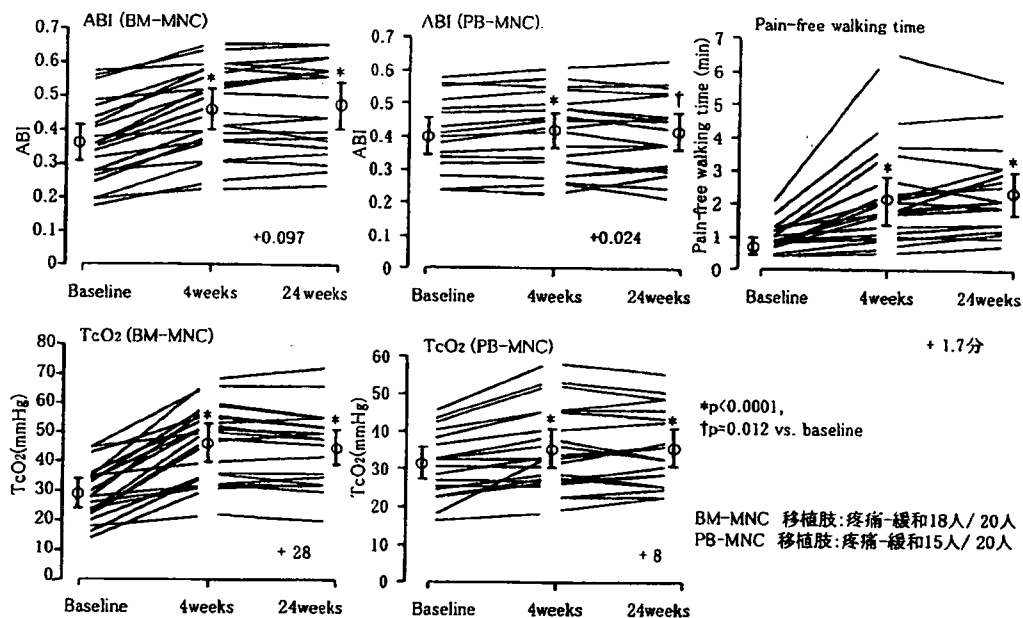 ABI (BM-MNC)
0.7
0.6
0.5
0.4
0.3
0.2
0.1
0
ABI
*
*
+0.097
Baseline
4weeks
24weeks
ABI (PB-MNC).
0.7
0.6
0.5
0.4
0.3
0.2
0.1
0
ABI
*
†
+0.024
Baseline
4weeks
24weeks
Pain-free walking time
7
6
5
4
3
2
1
0
Pain-free walking time (min)
*
*
Baseline
4weeks
24weeks
+ 1.7分
TcO2 (BM-MNC)
80
70
60
50
40
30
20
10
0
TcO2(mmHg)
*
*
+ 28
Baseline
4weeks
24weeks
TcO2 (PB-MNC)
60
50
40
30
20
10
0
TcO2(mmHg)
*
*
+ 8
Baseline
4weeks
24weeks
*p<0.0001,
†p=0.012 vs. baseline
BM-MNC 移植肢:疼痛-緩和18人/20人
PB-MNC 移植肢:疼痛-緩和15人/20人